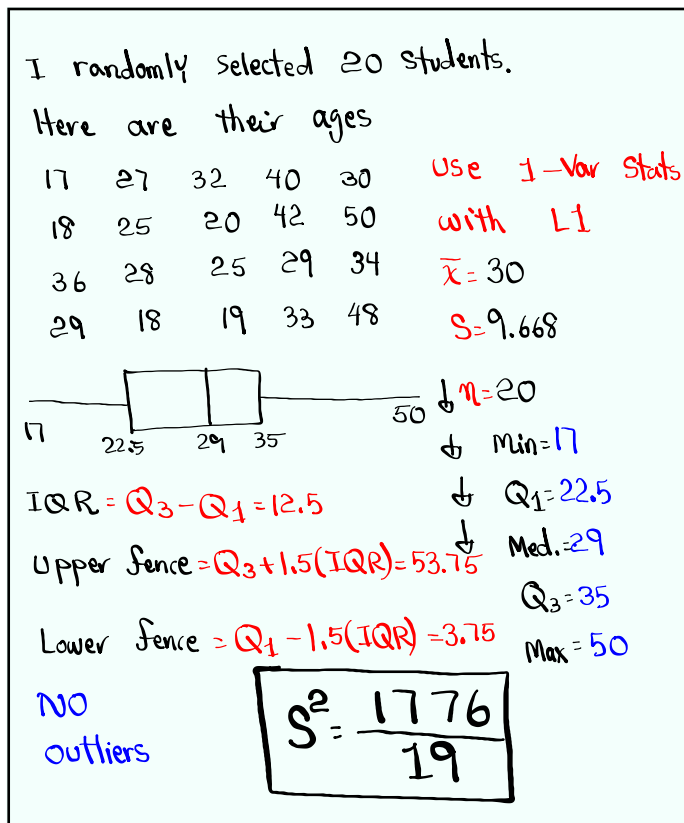 I randomly selected 20 students.
Here are their ages
17 27 32 40 30
18 25 20 42 50
36 28 25 29 34
29 18 19 33 48
Use 1-Var Stats
with L1
x̄ = 30
S = 9.668
↓ n = 20
↓ Min = 17
↓ Q₁ = 22.5
↓ Med. = 29
Q₃ = 35
Max = 50
17 22.5 29 35 50
IQR = Q₃ - Q₁ = 12.5
Upper fence = Q₃ + 1.5(IQR) = 53.75
Lower fence = Q₁ - 1.5(IQR) = 3.75
NO
outliers
S² = 1776/19